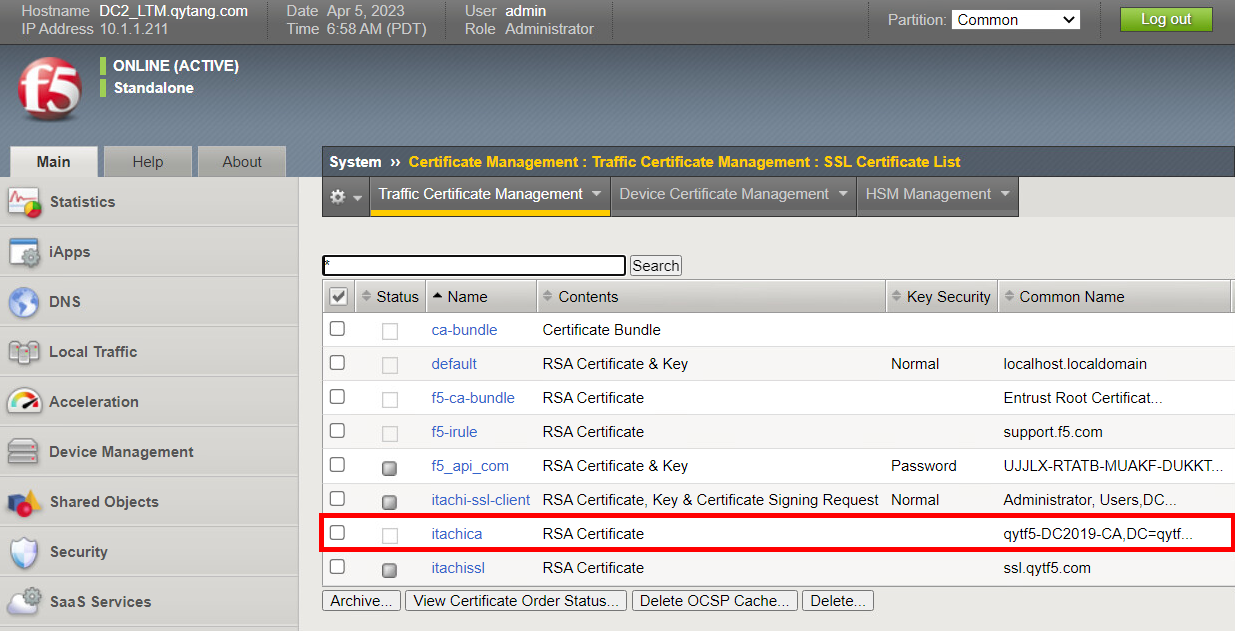 Hostname DC2_LTM.qytang.com Date Apr 5, 2023 User admin
IP Address 10.1.1.211 Time 6:58 AM (PDT) Role Administrator
Partition: Common Log out
f5
ONLINE (ACTIVE)
Standalone
Main Help About
System ›› Certificate Management : Traffic Certificate Management : SSL Certificate List
Traffic Certificate Management Device Certificate Management HSM Management
Statistics
iApps
DNS
Local Traffic
Acceleration
Device Management
Shared Objects
Security
SaaS Services
* Search
Status Name Contents Key Security Common Name
ca-bundle Certificate Bundle
default RSA Certificate & Key Normal localhost.localdomain
f5-ca-bundle RSA Certificate Entrust Root Certificat...
f5-irule RSA Certificate support.f5.com
f5_api_com RSA Certificate & Key Password UJJLX-RTATB-MUAKF-DUKKT...
itachi-ssl-client RSA Certificate, Key & Certificate Signing Request Normal Administrator, Users,DC...
itachica RSA Certificate qytf5-DC2019-CA,DC=qytf...
itachissl RSA Certificate ssl.qytf5.com
Archive... View Certificate Order Status... Delete OCSP Cache... Delete...